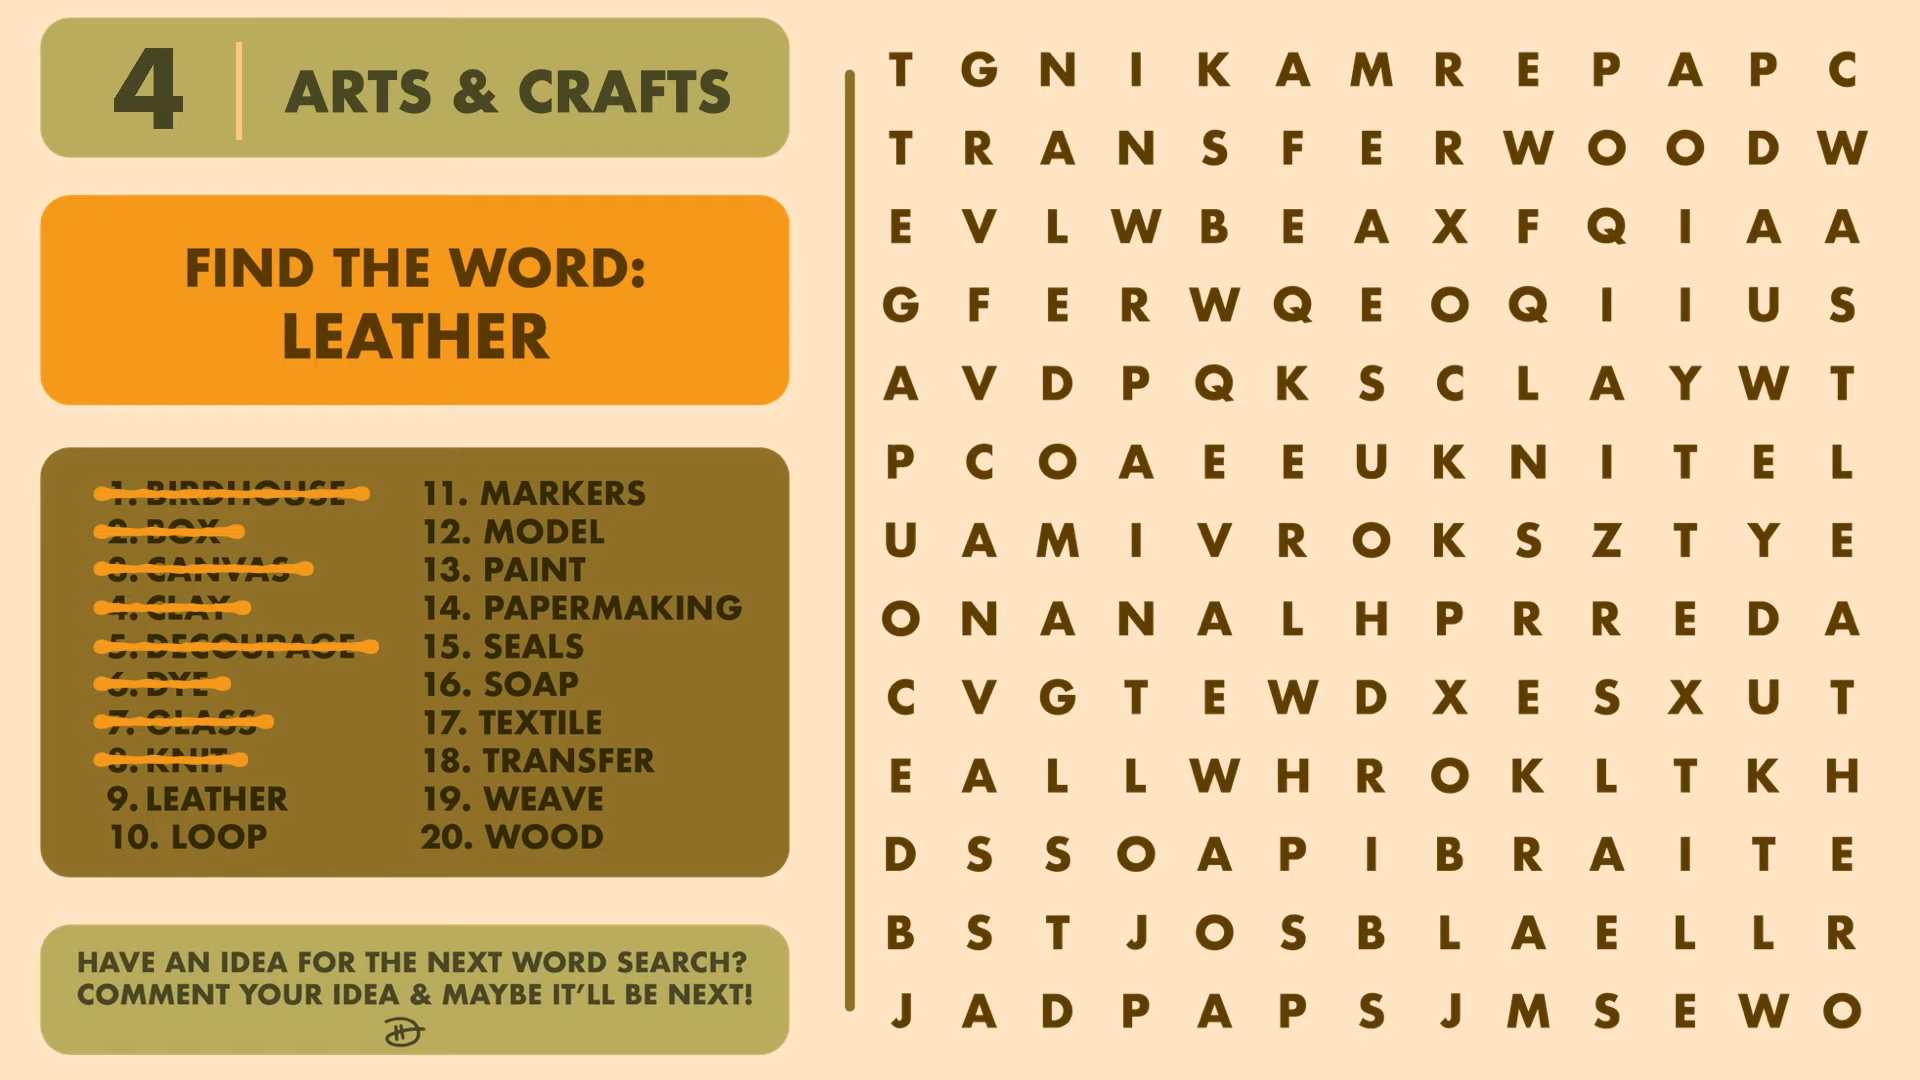 4 ARTS & CRAFTS
FIND THE WORD:
LEATHER
1. BIRDHOUSE
2. BOX
3. CANVAS
4. CLAY
5. DECOUPAGE
6. DYE
7. GLASS
8. KNIT
9. LEATHER
10. LOOP
11. MARKERS
12. MODEL
13. PAINT
14. PAPERMAKING
15. SEALS
16. SOAP
17. TEXTILE
18. TRANSFER
19. WEAVE
20. WOOD
HAVE AN IDEA FOR THE NEXT WORD SEARCH?
COMMENT YOUR IDEA & MAYBE IT'LL BE NEXT!
T G N I K A M R E P A P C
T R A N S F E R W O O D W
E V L W B E A X F Q I A A
G F E R W Q E O Q I I U S
A V D P Q K S C L A Y W T
P C O A E E U K N I T E L
U A M I V R O K S Z T Y E
O N A N A L H P R R E D A
C V G T E W D X E S X U T
E A L L W H R O K L T K H
D S S O A P I B R A I T E
B S T J O S B L A E L L R
J A D P A P S J M S E W O